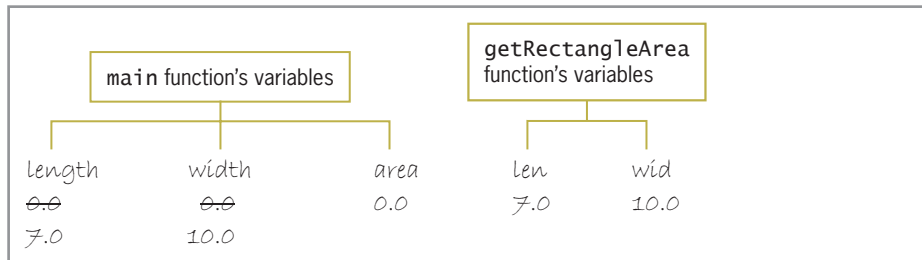 main function's variables
getRectangleArea
function's variables
length width area len wid
0.0 0.0 0.0 7.0 10.0
7.0 10.0